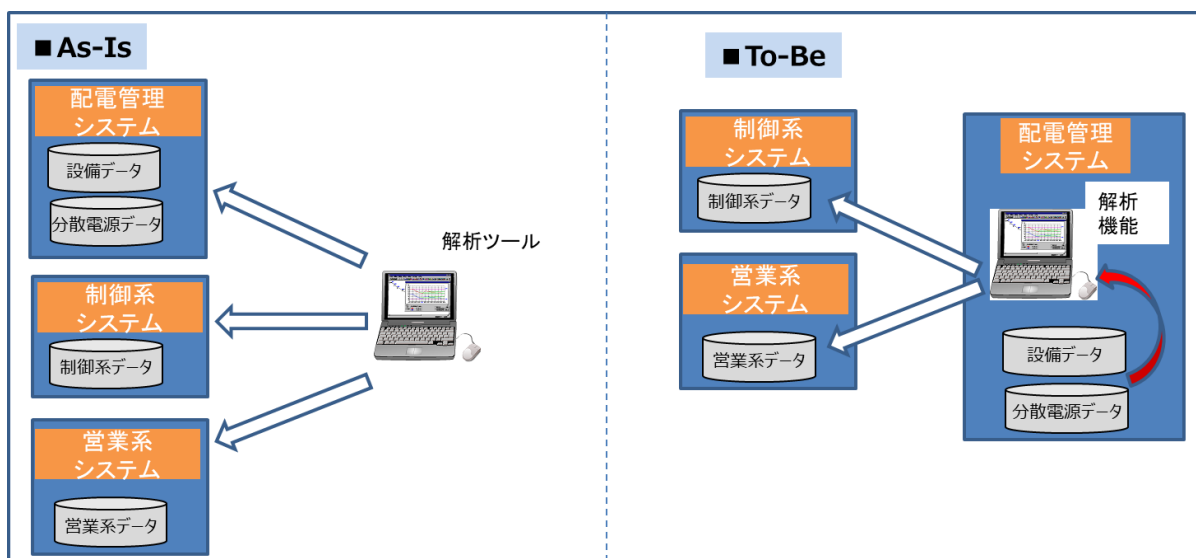 ■ As-Is
配電管理
システム
設備データ
分散電源データ
制御系
システム
制御系データ
営業系
システム
営業系データ
解析ツール
■ To-Be
制御系
システム
制御系データ
営業系
システム
営業系データ
配電管理
システム
解析
機能
設備データ
分散電源データ